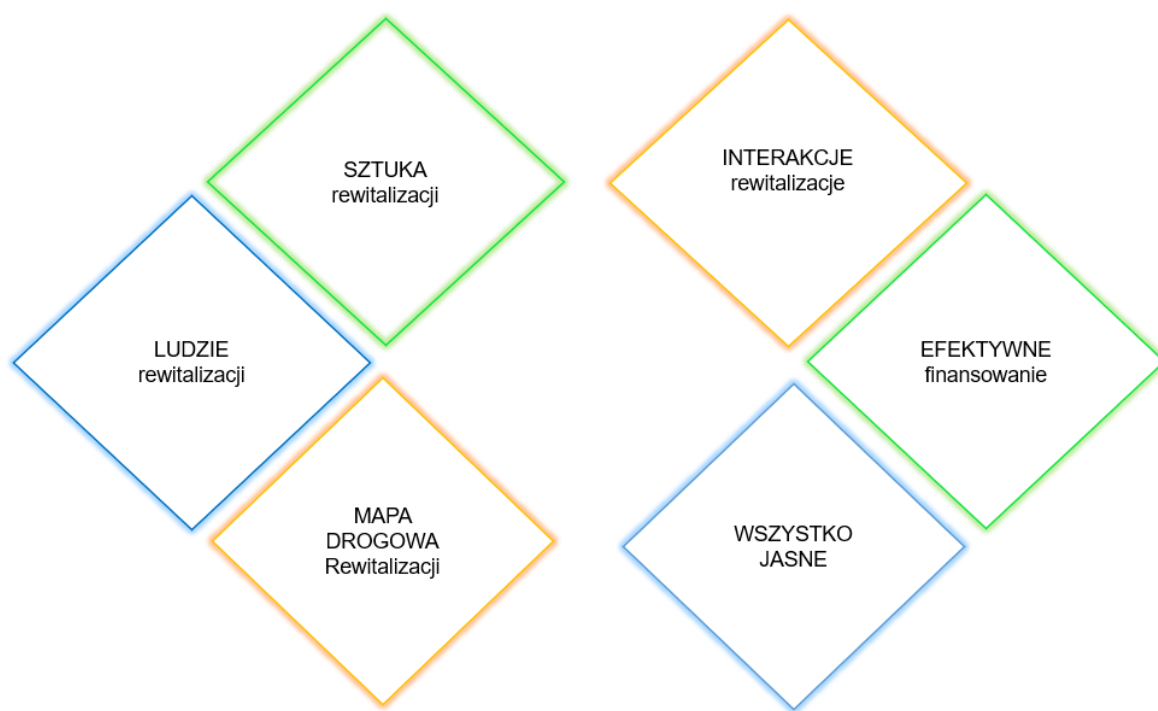 SZTUKA
rewitalizacji
INTERAKCJE
rewitalizacje
LUDZIE
rewitalizacji
EFEKTYWNE
finansowanie
MAPA
DROGOWA
Rewitalizacji
WSZYSTKO
JASNE